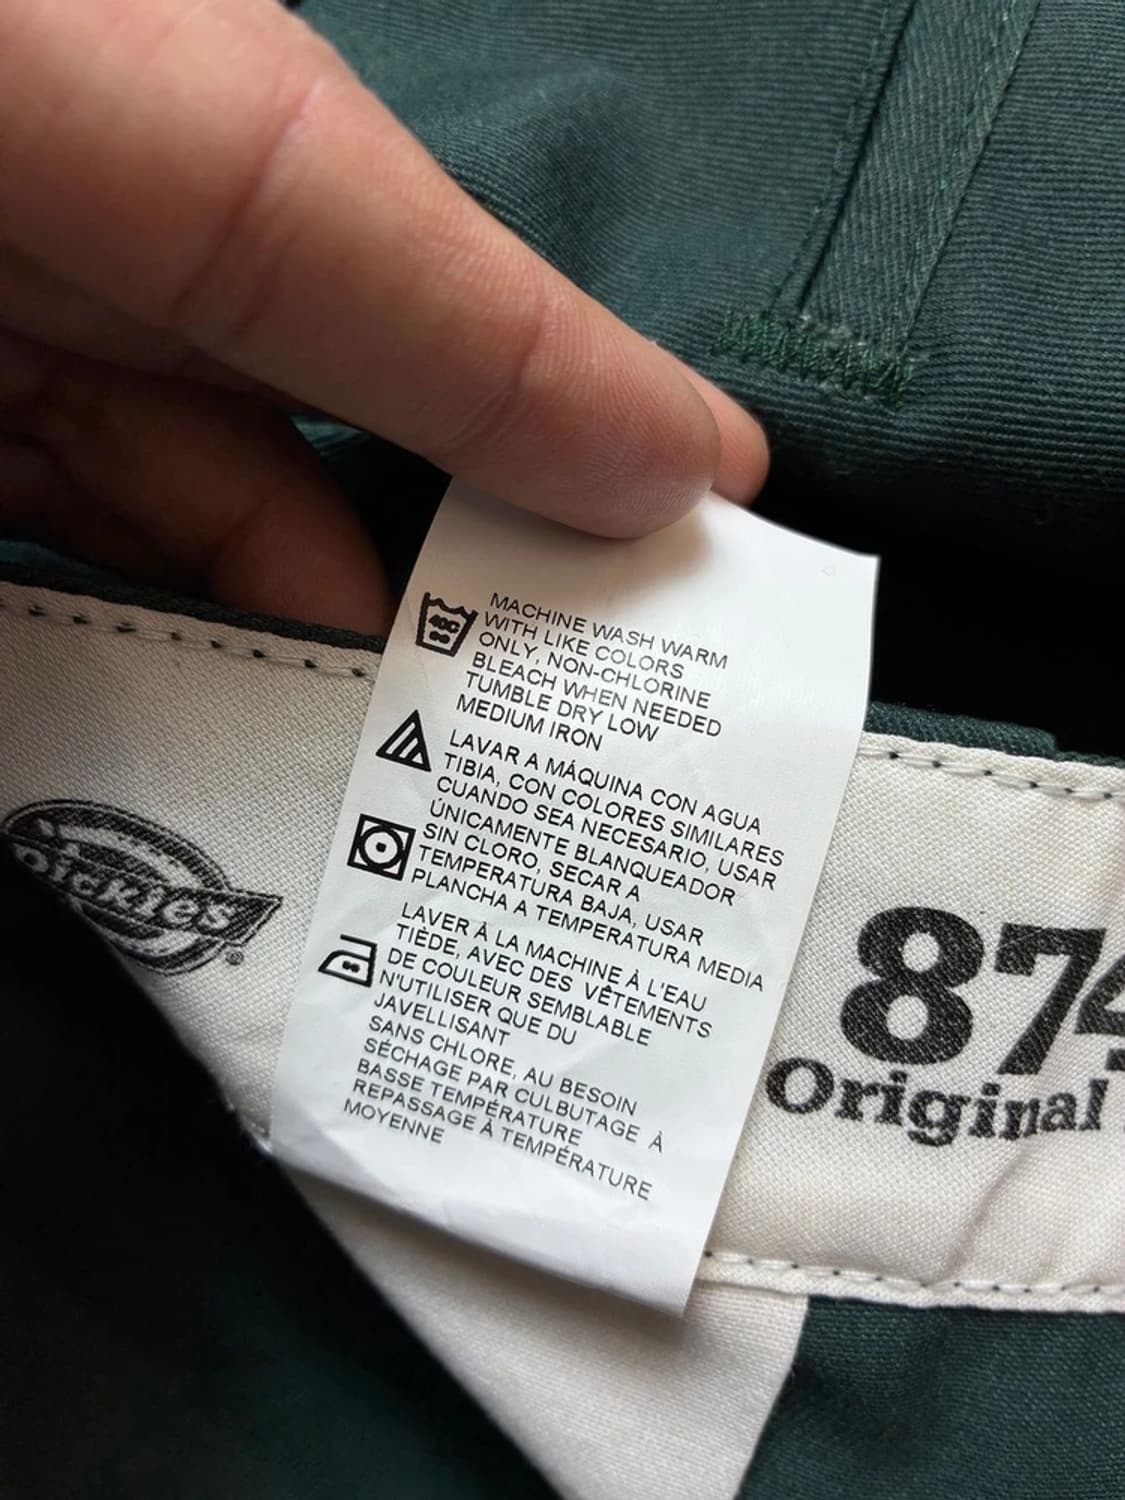 40C
MACHINE WASH WARM
WITH LIKE COLORS
ONLY, NON-CHLORINE
BLEACH WHEN NEEDED
TUMBLE DRY LOW
MEDIUM IRON
LAVAR A MÁQUINA CON AGUA
TIBIA, CON COLORES SIMILARES
CUANDO SEA NECESARIO, USAR
ÚNICAMENTE BLANQUEADOR
SIN CLORO, SECAR A
TEMPERATURA BAJA, USAR
PLANCHA A TEMPERATURA MEDIA
LAVER À LA MACHINE À L'EAU
TIÈDE, AVEC DES VÊTEMENTS
DE COULEUR SEMBLABLE
N'UTILISER QUE DU
JAVELLISANT
SANS CHLORE, AU BESOIN
SÉCHAGE PAR CULBUTAGE À
BASSE TEMPÉRATURE
REPASSAGE À TEMPÉRATURE
MOYENNE
Dickies®
874
Original